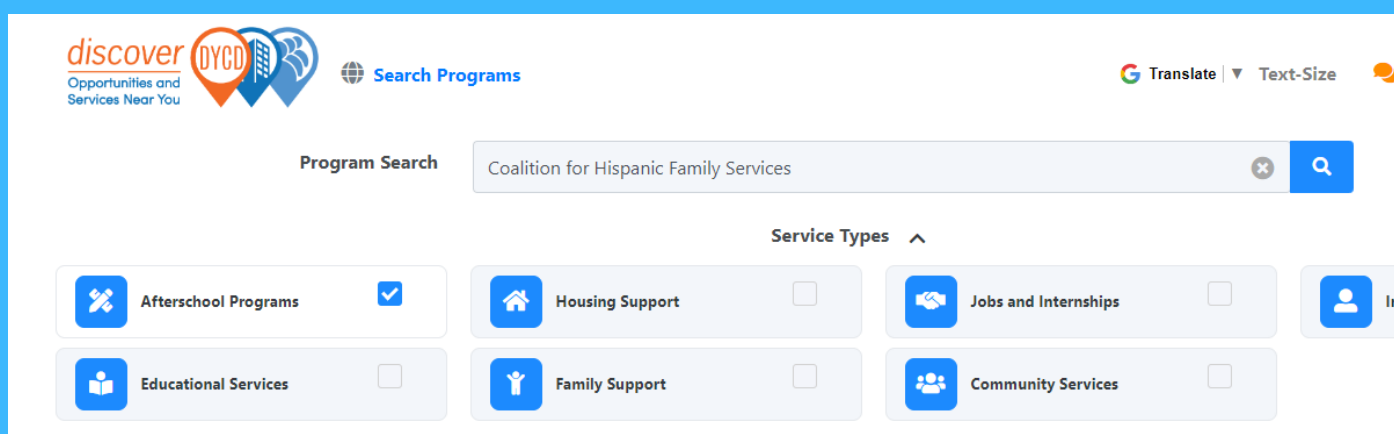 discover DYCD
Opportunities and
Services Near You
Search Programs
G Translate ▼ Text-Size
Program Search
Coalition for Hispanic Family Services
Service Types
Afterschool Programs
Housing Support
Jobs and Internships
Educational Services
Family Support
Community Services